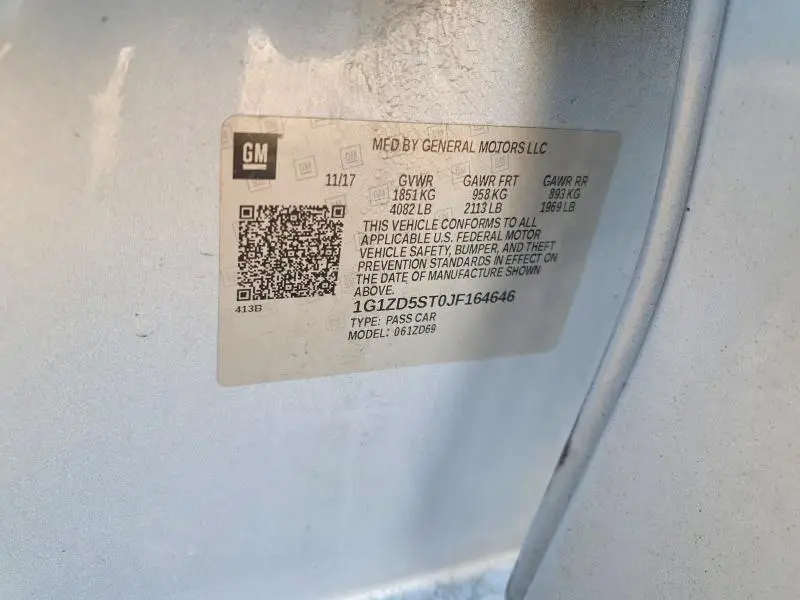 GM
MFD BY GENERAL MOTORS LLC
11/17 GVWR GAWR FRT GAWR RR
1851 KG 958 KG 893 KG
4082 LB 2113 LB 1969 LB
THIS VEHICLE CONFORMS TO ALL
APPLICABLE U.S. FEDERAL MOTOR
VEHICLE SAFETY, BUMPER, AND THEFT
PREVENTION STANDARDS IN EFFECT ON
THE DATE OF MANUFACTURE SHOWN
ABOVE.
413B
1G1ZD5ST0JF164646
TYPE: PASS CAR
MODEL: 061ZD69